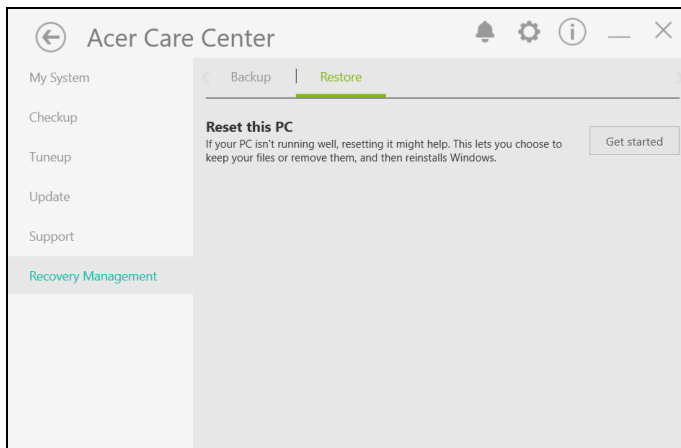 Acer Care Center
My System
Checkup
Tuneup
Update
Support
Recovery Management
Backup
Restore
Reset this PC
If your PC isn't running well, resetting it might help. This lets you choose to
keep your files or remove them, and then reinstalls Windows.
Get started